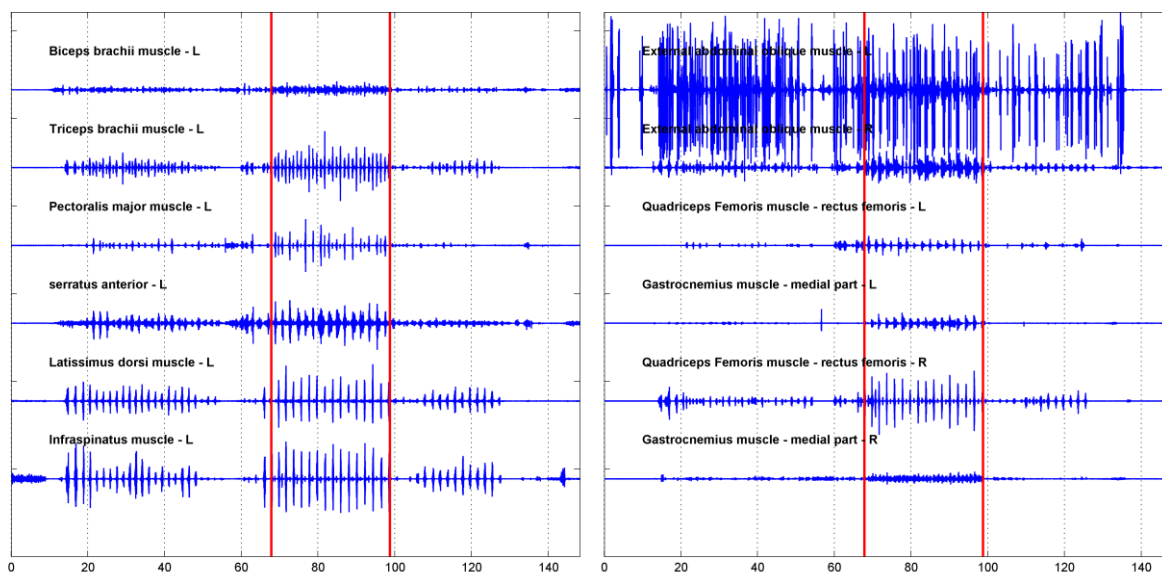 Biceps brachii muscle - L
Triceps brachii muscle - L
Pectoralis major muscle - L
serratus anterior - L
Latissimus dorsi muscle - L
Infraspinatus muscle - L
0 20 40 60 80 100 120 140
External abdominal oblique muscle - L
External abdominal oblique muscle - R
Quadriceps Femoris muscle - rectus femoris - L
Gastrocnemius muscle - medial part - L
Quadriceps Femoris muscle - rectus femoris - R
Gastrocnemius muscle - medial part - R
0 20 40 60 80 100 120 140